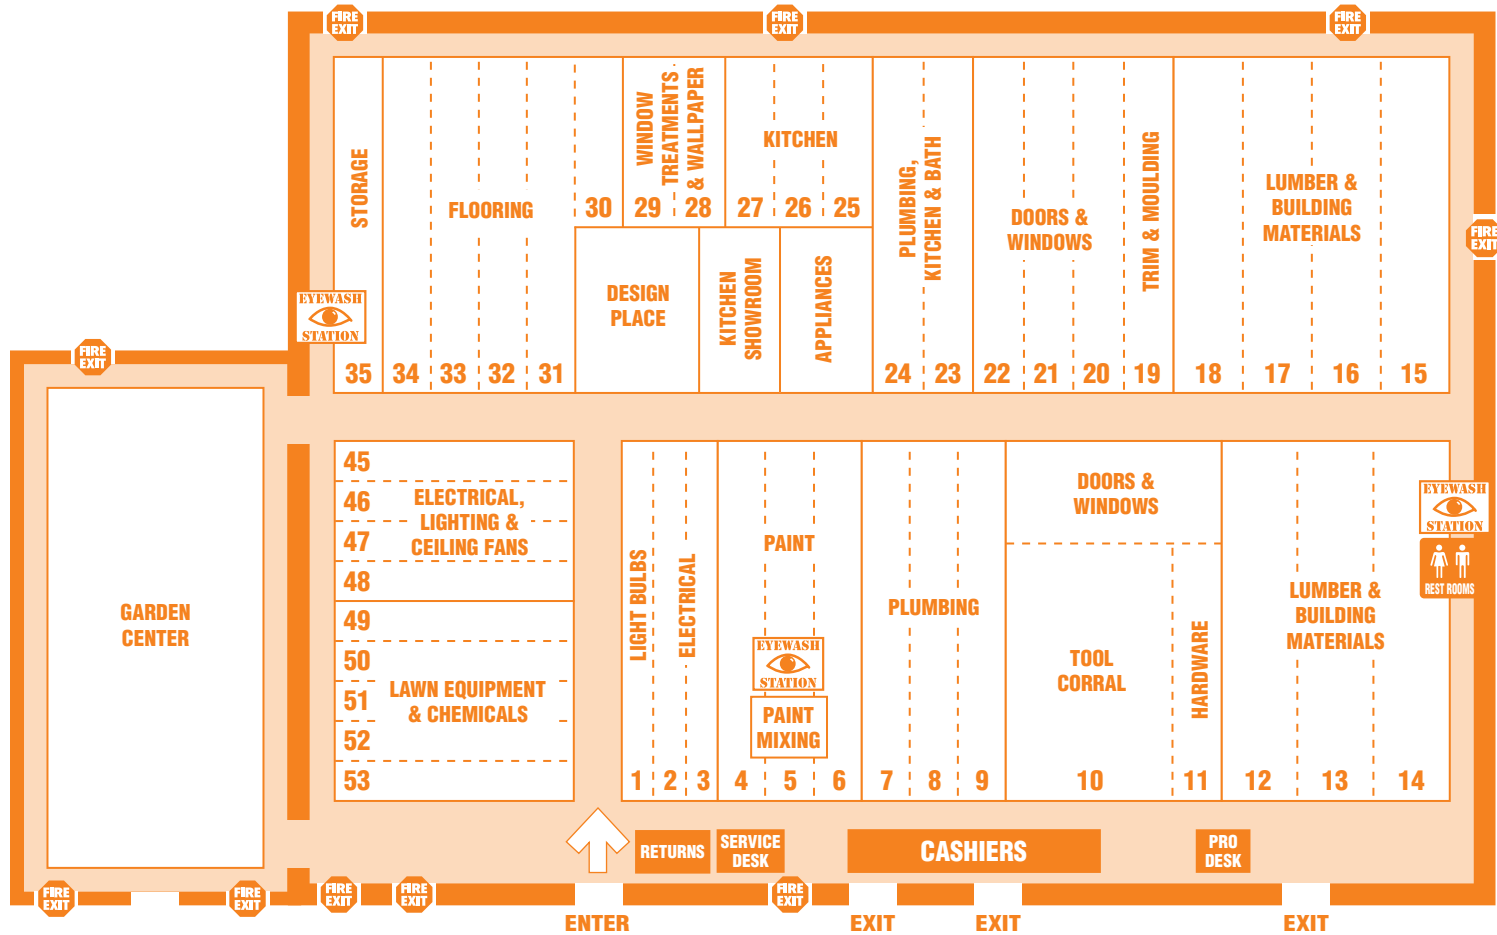 FIRE
EXIT
FIRE
EXIT
FIRE
EXIT
STORAGE
35
FLOORING
34
33
32
31
30
WINDOW
TREATMENTS
& WALLPAPER
29
28
KITCHEN
27
26
25
DESIGN
PLACE
KITCHEN
SHOWROOM
APPLIANCES
PLUMBING,
KITCHEN & BATH
24
23
DOORS &
WINDOWS
22
21
20
TRIM & MOULDING
19
LUMBER &
BUILDING
MATERIALS
18
17
16
15
FIRE
EXIT
EYEWASH
STATION
FIRE
EXIT
GARDEN
CENTER
45
46
47
48
ELECTRICAL,
LIGHTING &
CEILING FANS
49
50
51
52
53
LAWN EQUIPMENT
& CHEMICALS
LIGHT BULBS
ELECTRICAL
1
2
3
PAINT
EYEWASH
STATION
PAINT
MIXING
4
5
6
PLUMBING
7
8
9
DOORS &
WINDOWS
TOOL
CORRAL
10
HARDWARE
11
LUMBER &
BUILDING
MATERIALS
12
13
14
EYEWASH
STATION
REST ROOMS
RETURNS
SERVICE
DESK
CASHIERS
PRO
DESK
FIRE
EXIT
FIRE
EXIT
FIRE
EXIT
FIRE
EXIT
FIRE
EXIT
ENTER
EXIT
EXIT
EXIT